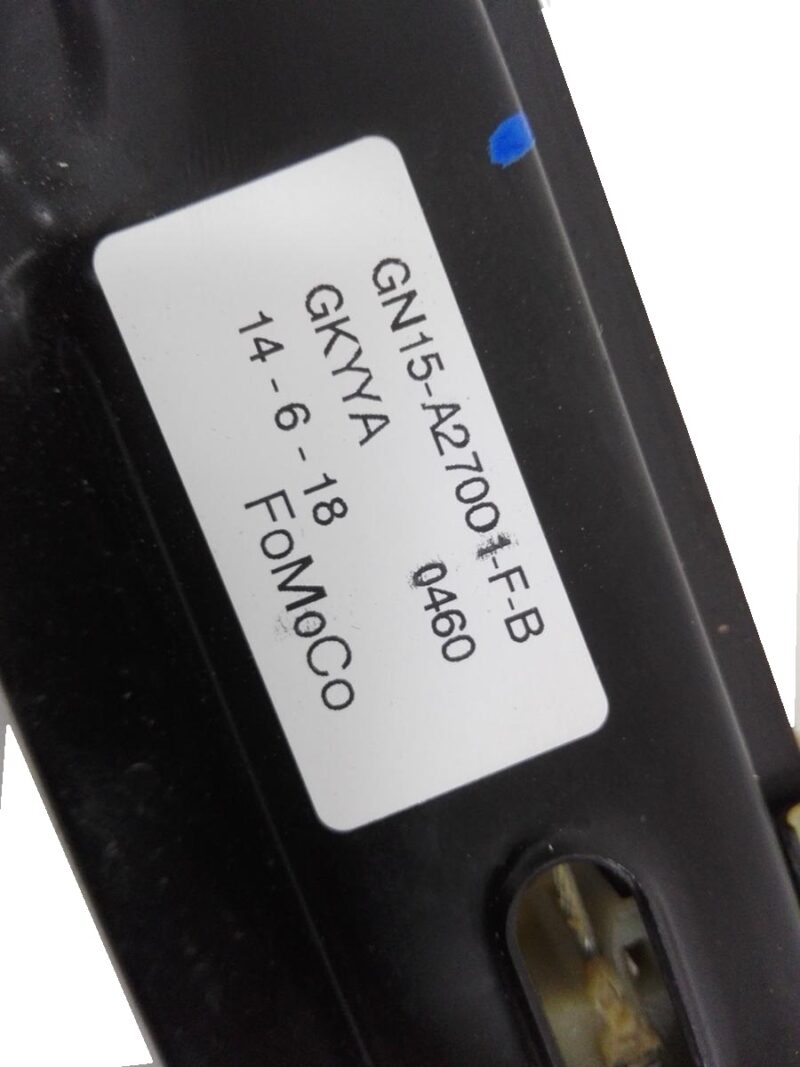 GN15-A27001-F-B
GKYYA 0460
14-6-18
FoMoCo